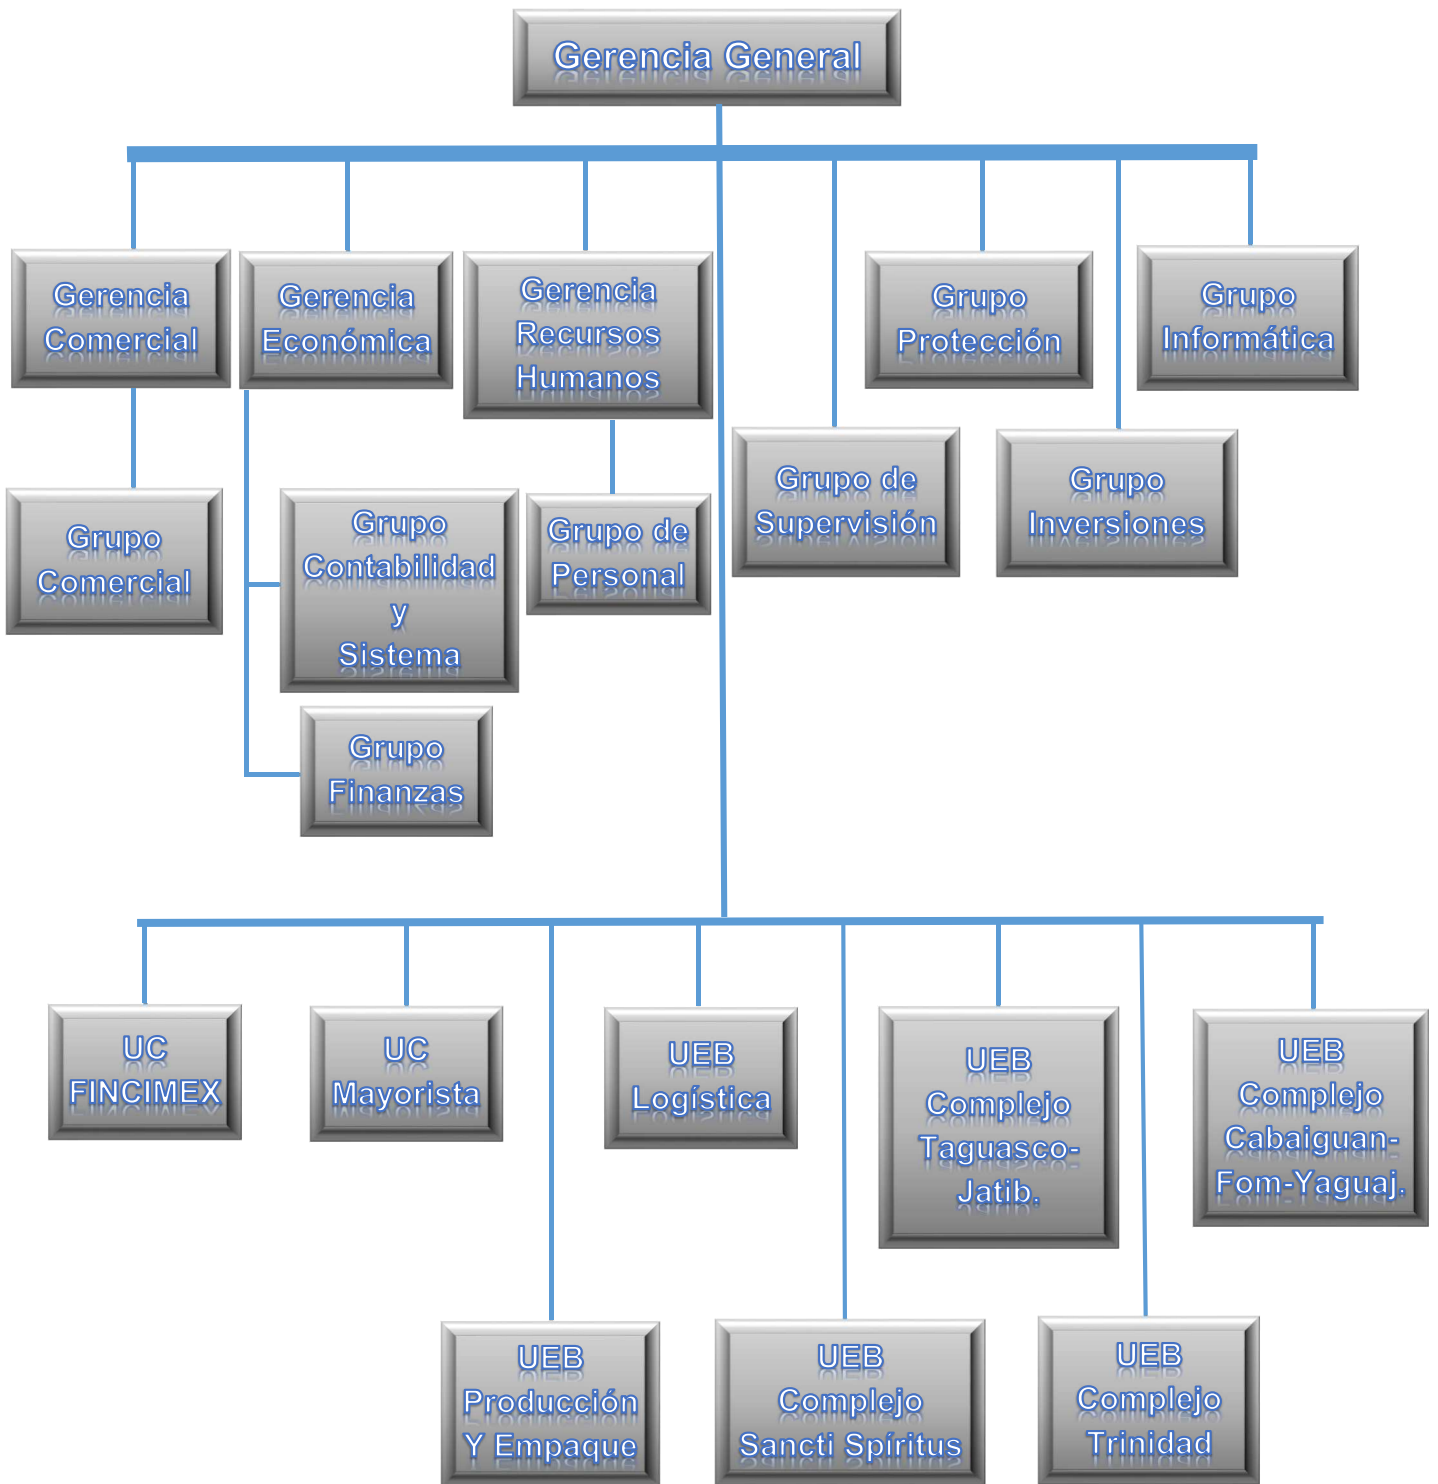 Gerencia General
Gerencia
Comercial
Gerencia
Económica
Gerencia
Recursos
Humanos
Grupo
Protección
Grupo
Informática
Grupo de
Supervisión
Grupo
Inversiones
Grupo
Comercial
Grupo
Contabilidad
y
Sistema
Grupo de
Personal
Grupo
Finanzas
UC
FINCIMEX
UC
Mayorista
UEB
Logística
UEB
Complejo
Taguasco-
Jatib.
UEB
Complejo
Cabaiguan-
Fom-Yaguaj.
UEB
Producción
Y Empaque
UEB
Complejo
Sancti Spíritus
UEB
Complejo
Trinidad